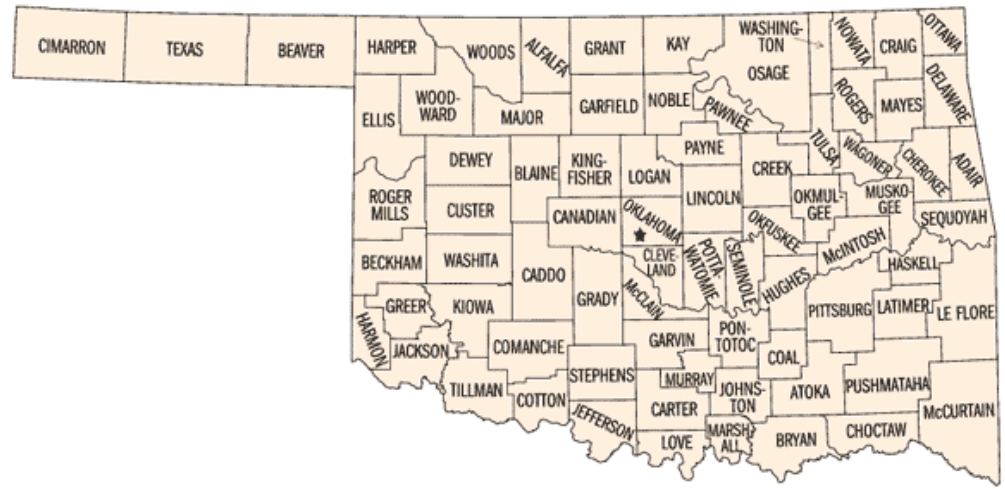 CIMARRON
TEXAS
BEAVER
HARPER
WOODS
ALFALFA
GRANT
KAY
WASHING-
TON
OSAGE
NOWATA
CRAIG
OTTAWA
ELLIS
WOOD-
WARD
MAJOR
GARFIELD
NOBLE
PAWNEE
ROGERS
MAYES
DELAWARE
DEWEY
BLAINE
KING-
FISHER
LOGAN
PAYNE
CREEK
TULSA
WAGONER
CHEROKEE
ADAIR
ROGER
MILLS
CUSTER
CANADIAN
OKLAHOMA
LINCOLN
OKFUSKEE
OKMUL-
GEE
MUSKO-
GEE
SEQUOYAH
BECKHAM
WASHITA
CADDO
GRADY
CLEVE-
LAND
McCLAIN
POTTA-
WATOMIE
SEMINOLE
HUGHES
McINTOSH
HASKELL
GREER
KIOWA
HARMON
JACKSON
COMANCHE
GARVIN
PON-
TOTOC
PITTSBURG
LATIMER
LE FLORE
COAL
TILLMAN
COTTON
STEPHENS
MURRAY
JOHNS-
TON
ATOKA
PUSHMATAHA
McCURTAIN
JEFFERSON
CARTER
LOVE
MARSH-
ALL
BRYAN
CHOCTAW